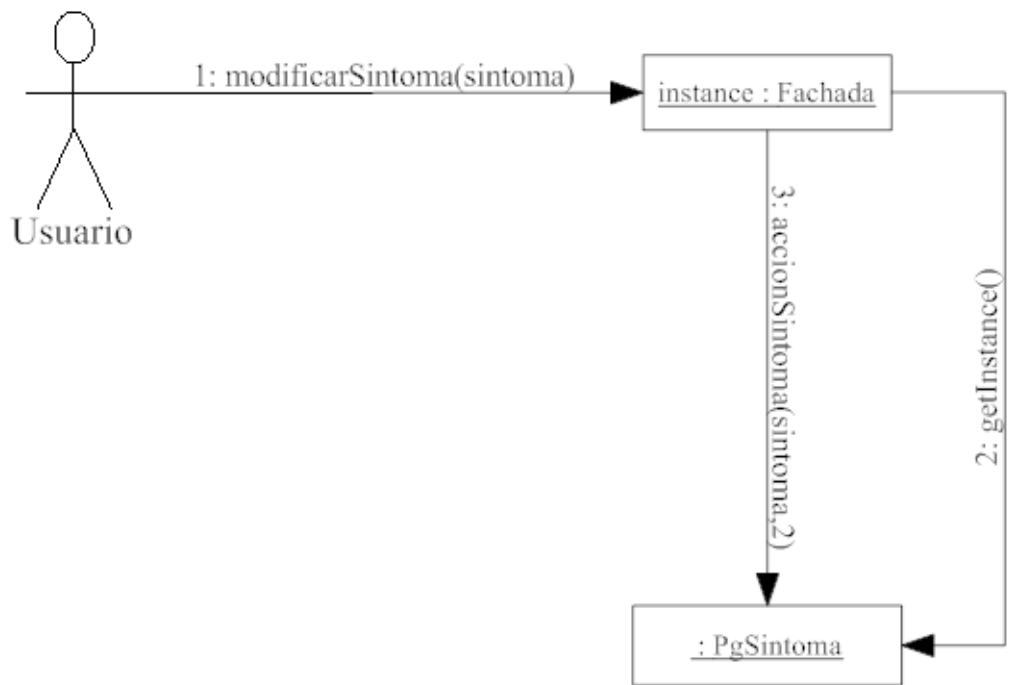 1: modificarSintoma(sintoma)
instance : Fachada
Usuario
3: accionSintoma(sintoma,2)
2: getInstance()
: PgSintoma